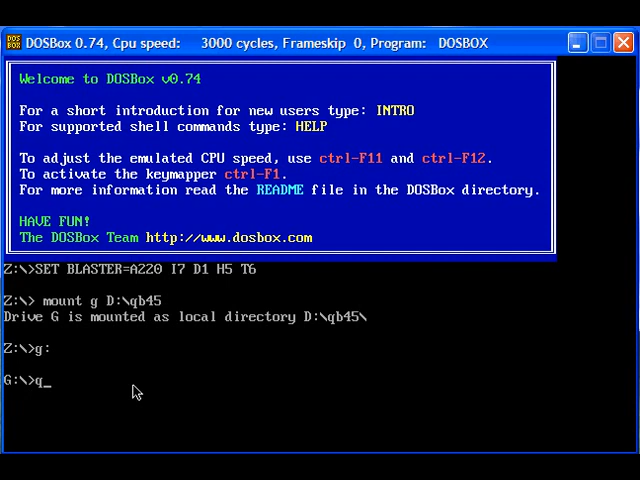 DOSBox 0.74, Cpu speed: 3000 cycles, Frameskip 0, Program: DOSBOX
Welcome to DOSBox v0.74
For a short introduction for new users type: INTRO
For supported shell commands type: HELP
To adjust the emulated CPU speed, use ctrl-F11 and ctrl-F12.
To activate the keymapper ctrl-F1.
For more information read the README file in the DOSBox directory.
HAVE FUN!
The DOSBox Team http://www.dosbox.com
Z:\>SET BLASTER=A220 I7 D1 H5 T6
Z:\> mount g D:\qb45
Drive G is mounted as local directory D:\qb45\
Z:\>g:
G:\>q_